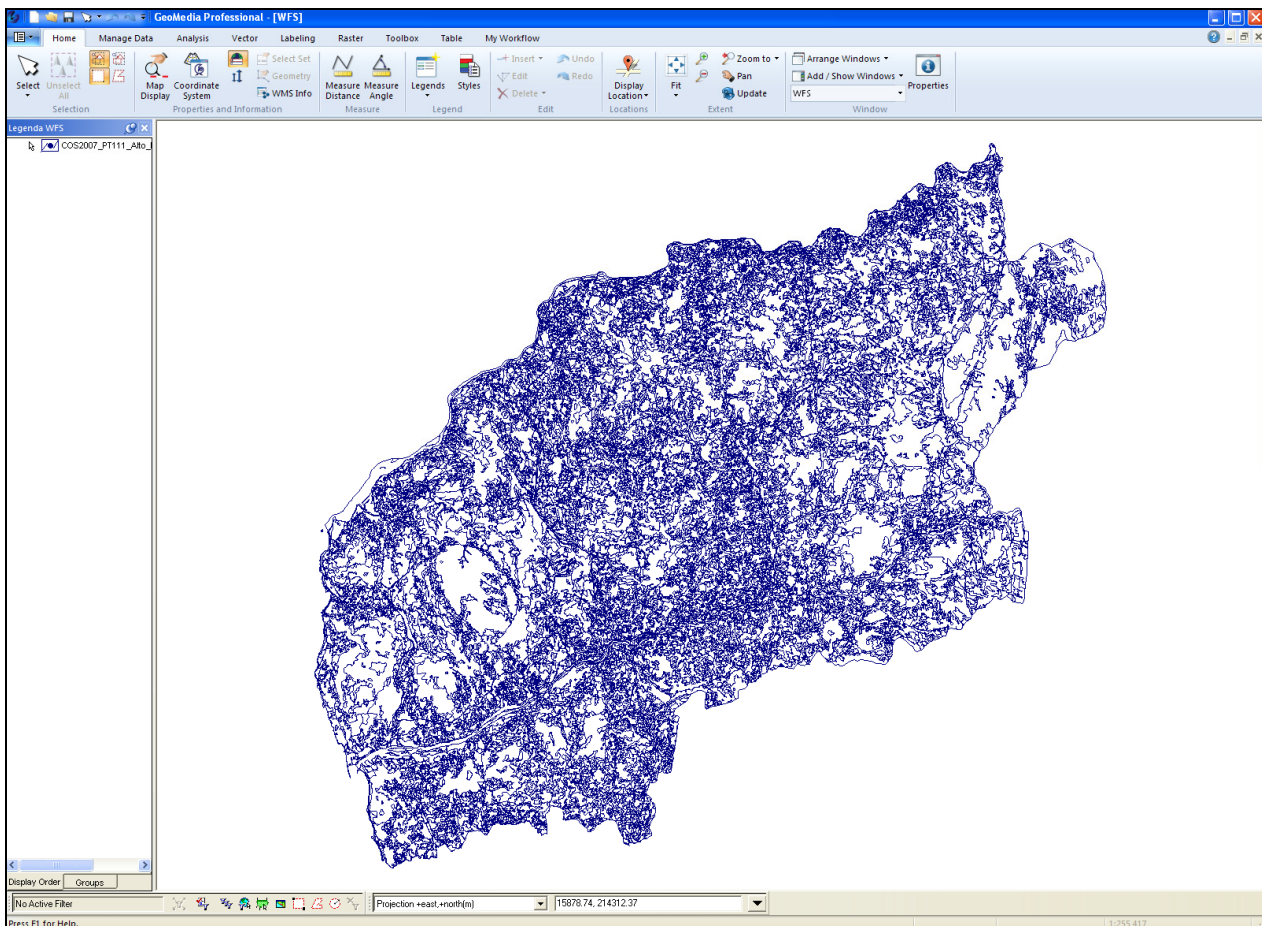 GeoMedia Professional - [WFS]
Home Manage Data Analysis Vector Labeling Raster Toolbox Table My Workflow
Select Unselect All
Map Display Coordinate System
Select Set
Geometry
WMS Info
Measure Distance Measure Angle
Legends Styles
Insert Undo
Edit Redo
Delete
Display Location
Fit
Zoom to
Pan
Update
Arrange Windows
Add / Show Windows
WFS
Properties
Selection Properties and Information Measure Legend Edit Locations Extent Window
Legenda WFS
COS2007_PT111_Alto_
Display Order Groups
No Active Filter Projection +east,+north(m) 15878.74, 214312.37
Press F1 for Help. 1:255.417